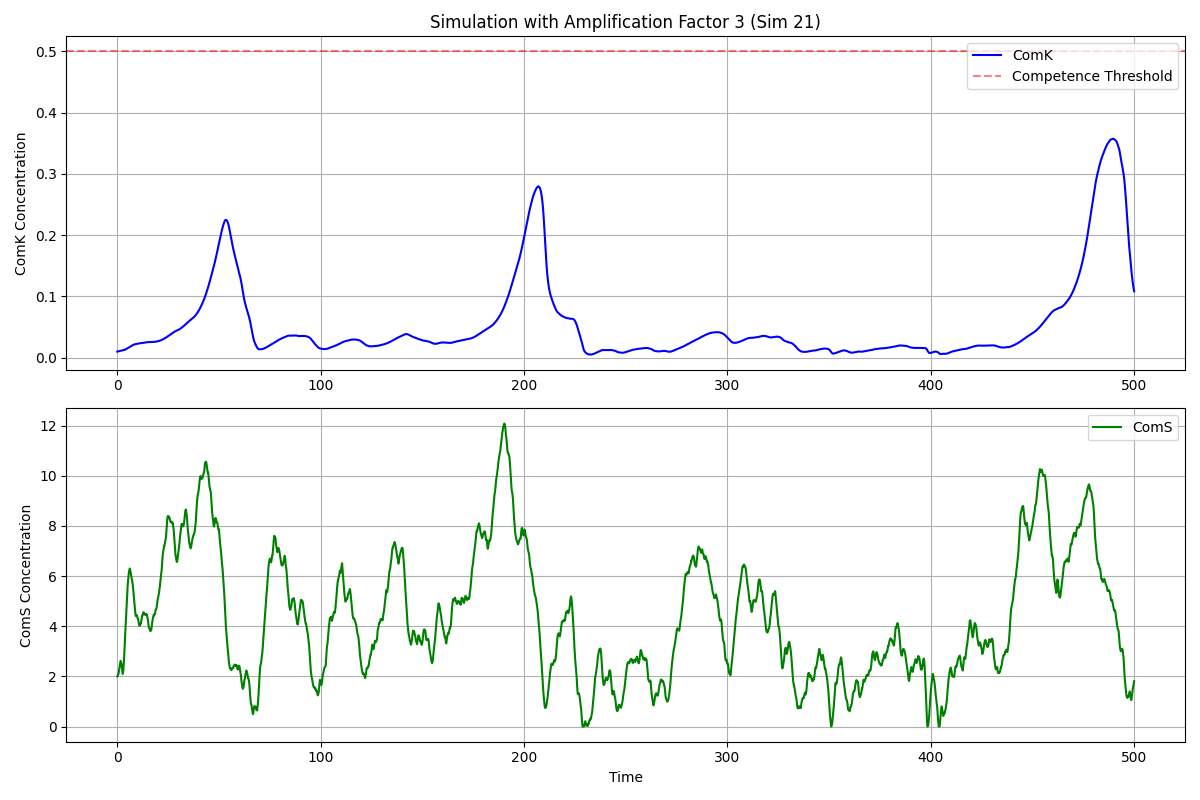 Simulation with Amplification Factor 3 (Sim 21)
ComK Concentration
0.5
0.4
0.3
0.2
0.1
0.0
ComK
Competence Threshold
0 100 200 300 400 500
ComS Concentration
12
10
8
6
4
2
0
ComS
0 100 200 300 400 500
Time